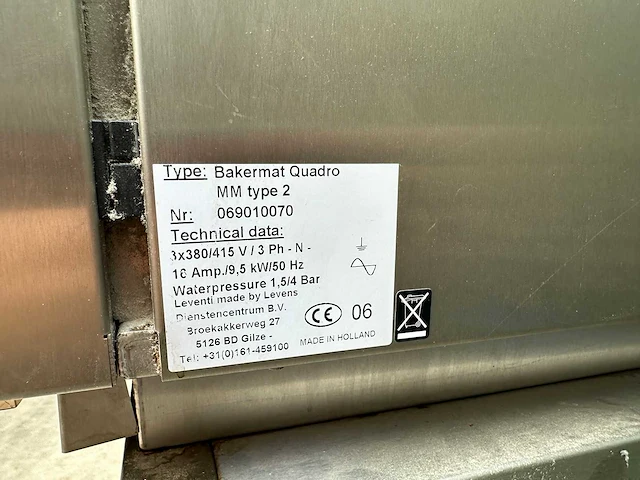 Type: Bakermat Quadro
MM type 2
Nr: 069010070
Technical data:
3x380/415 V / 3 Ph - N -
16 Amp./9,5 kW/50 Hz
Waterpressure 1,5/4 Bar
Leventi made by Levens
Dienstencentrum B.V.
Broekakkerweg 27
5126 BD Gilze -
Tel: +31(0)161-459100
CE 06
MADE IN HOLLAND